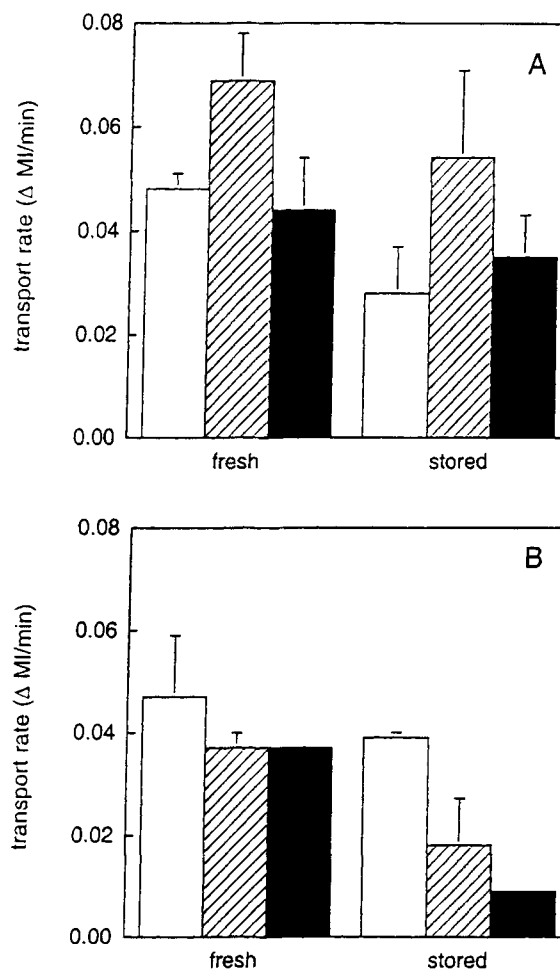 A
0.08
0.06
0.04
0.02
0.00
transport rate (Δ MI/min)
fresh stored
B
0.08
0.06
0.04
0.02
0.00
transport rate (Δ MI/min)
fresh stored